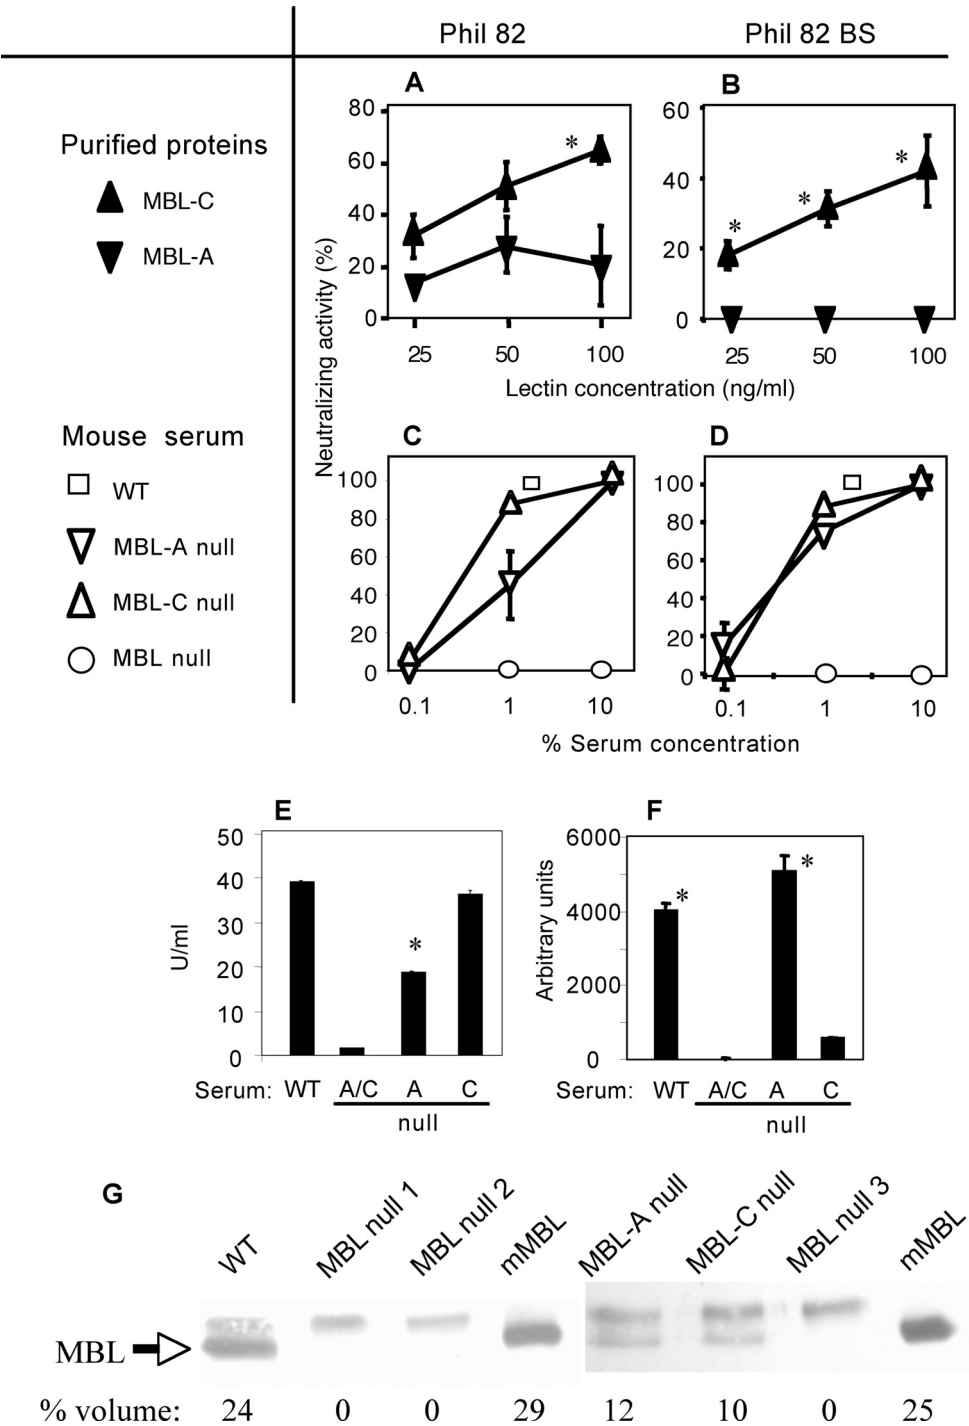 Phil 82 Phil 82 BS
A B
Purified proteins
MBL-C
MBL-A
Neutralizing activity (%)
80
60
40
20
0
60
40
20
0
* * * *
25 50 100 25 50 100
Lectin concentration (ng/ml)
Mouse serum
WT
MBL-A null
MBL-C null
MBL null
C D
100
80
60
40
20
0
100
80
60
40
20
0
0.1 1 10 0.1 1 10
% Serum concentration
E F
U/ml
50
40
30
20
10
0
*
Serum: WT A/C A C
null
Arbitrary units
6000
4000
2000
0
* *
Serum: WT A/C A C
null
G
WT MBL null 1 MBL null 2 mMBL MBL-A null MBL-C null MBL null 3 mMBL
MBL
% volume: 24 0 0 29 12 10 0 25